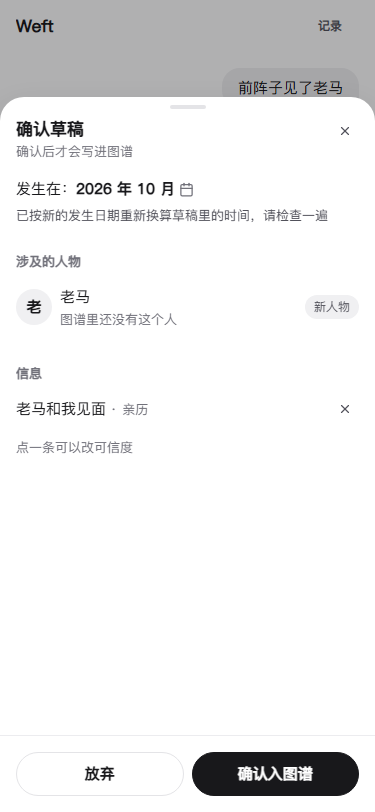 Weft
记录
前阵子见了老马
确认草稿
确认后才会写进图谱
发生在：2026 年 10 月
已按新的发生日期重新换算草稿里的时间，请检查一遍
涉及的人物
老
老马
图谱里还没有这个人
新人物
信息
老马和我见面 · 亲历
点一条可以改可信度
放弃
确认入图谱